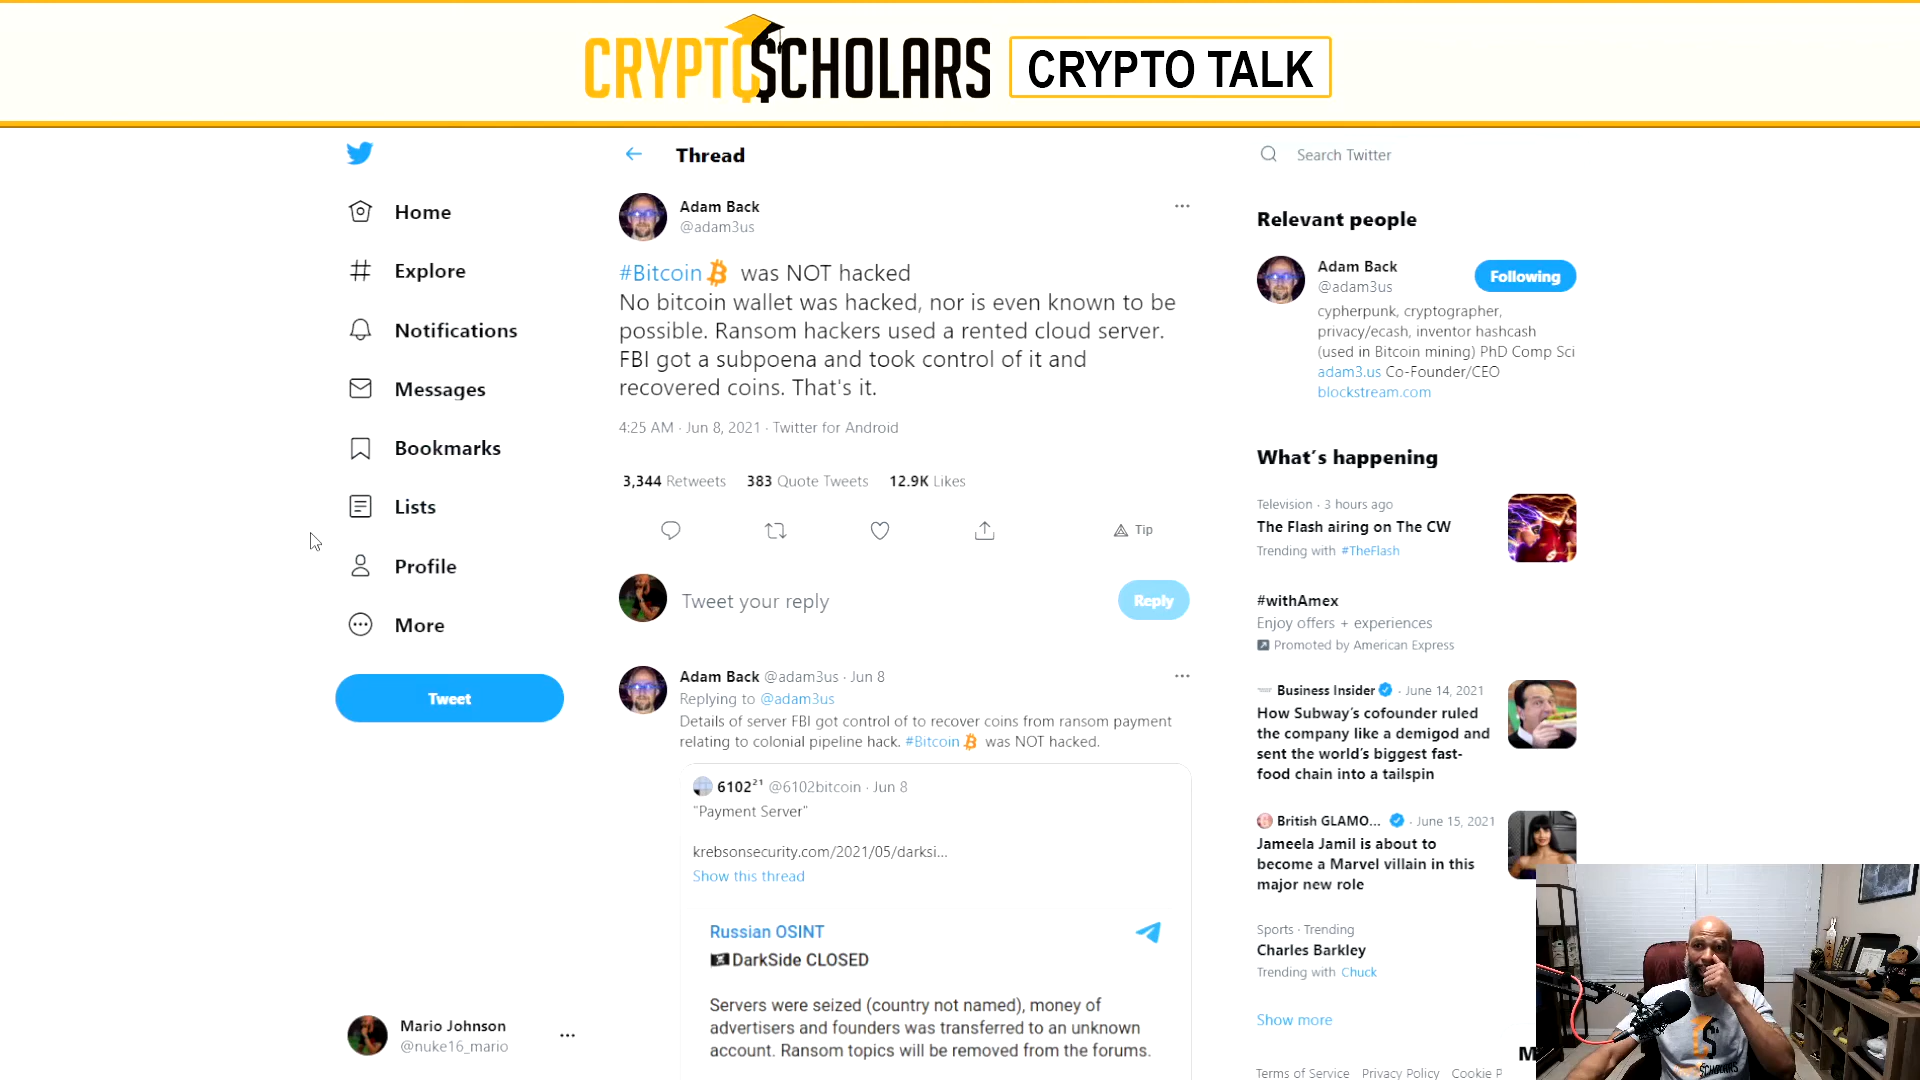 CRYPTO$CHOLARS CRYPTO TALK
Thread
Search Twitter
Home
Explore
Notifications
Messages
Bookmarks
Lists
Profile
More
Tweet
Mario Johnson
@nuke16_mario
Adam Back
@adam3us
#Bitcoin was NOT hacked
No bitcoin wallet was hacked, nor is even known to be
possible. Ransom hackers used a rented cloud server.
FBI got a subpoena and took control of it and
recovered coins. That's it.
4:25 AM · Jun 8, 2021 · Twitter for Android
3,344 Retweets 383 Quote Tweets 12.9K Likes
Tip
Tweet your reply
Reply
Adam Back @adam3us · Jun 8
Replying to @adam3us
Details of server FBI got control of to recover coins from ransom payment
relating to colonial pipeline hack. #Bitcoin was NOT hacked.
6102²¹ @6102bitcoin · Jun 8
"Payment Server"
krebsonsecurity.com/2021/05/darksi...
Show this thread
Russian OSINT
DarkSide CLOSED
Servers were seized (country not named), money of
advertisers and founders was transferred to an unknown
account. Ransom topics will be removed from the forums.
Relevant people
Adam Back
@adam3us
Following
cypherpunk, cryptographer,
privacy/ecash, inventor hashcash
(used in Bitcoin mining) PhD Comp Sci
adam3.us Co-Founder/CEO
blockstream.com
What's happening
Television · 3 hours ago
The Flash airing on The CW
Trending with #TheFlash
#withAmex
Enjoy offers + experiences
Promoted by American Express
Business Insider · June 14, 2021
How Subway's cofounder ruled
the company like a demigod and
sent the world's biggest fast-
food chain into a tailspin
British GLAMO... · June 15, 2021
Jameela Jamil is about to
become a Marvel villain in this
major new role
Sports · Trending
Charles Barkley
Trending with Chuck
Show more
Terms of Service Privacy Policy Cookie P